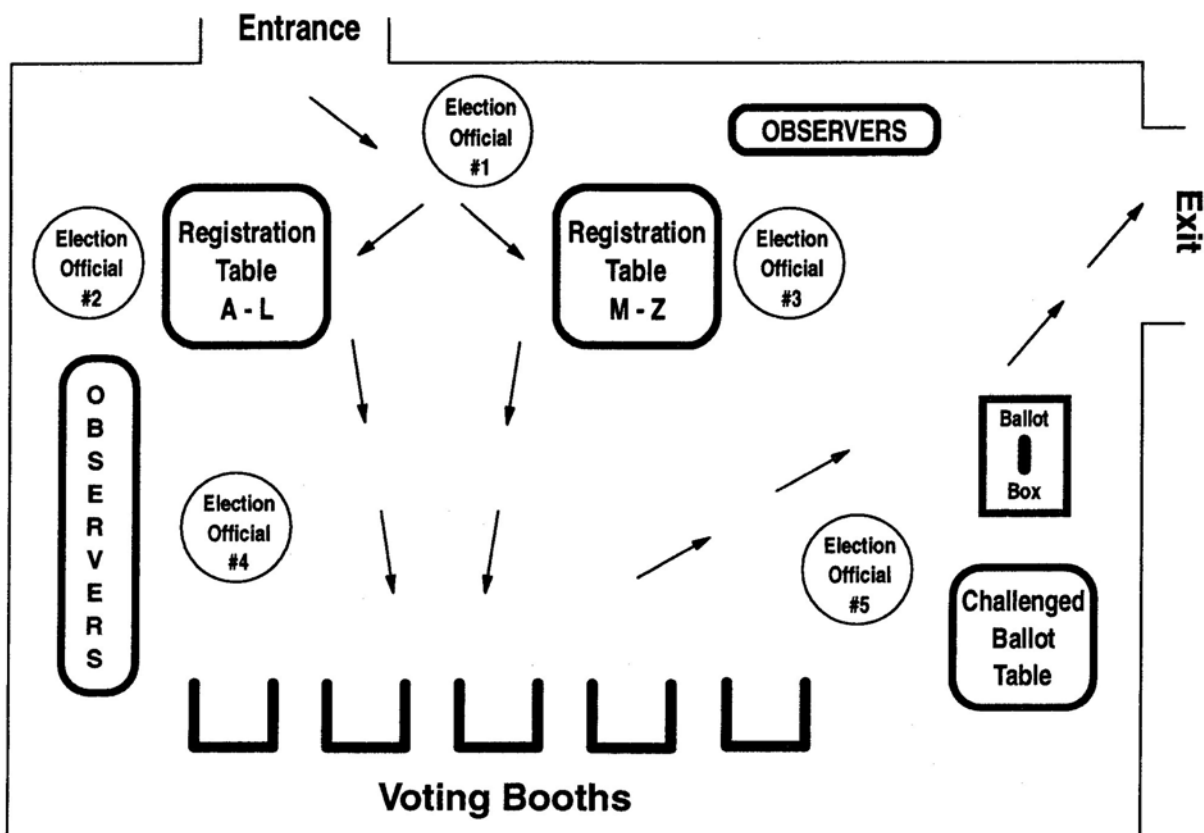 Entrance
Election
Official
#1
OBSERVERS
Exit
Election
Official
#2
Registration
Table
A - L
Registration
Table
M - Z
Election
Official
#3
OBSERVERS
Election
Official
#4
Ballot
Box
Election
Official
#5
Challenged
Ballot
Table
Voting Booths